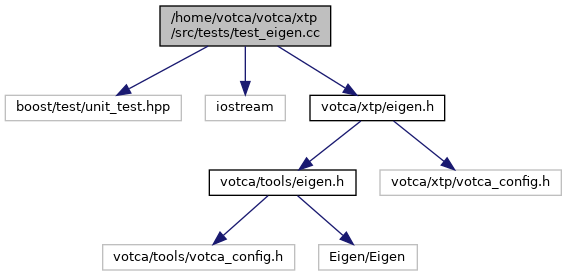 /home/votca/votca/xtp
/src/tests/test_eigen.cc
boost/test/unit_test.hpp
iostream
votca/xtp/eigen.h
votca/tools/eigen.h
votca/xtp/votca_config.h
votca/tools/votca_config.h
Eigen/Eigen